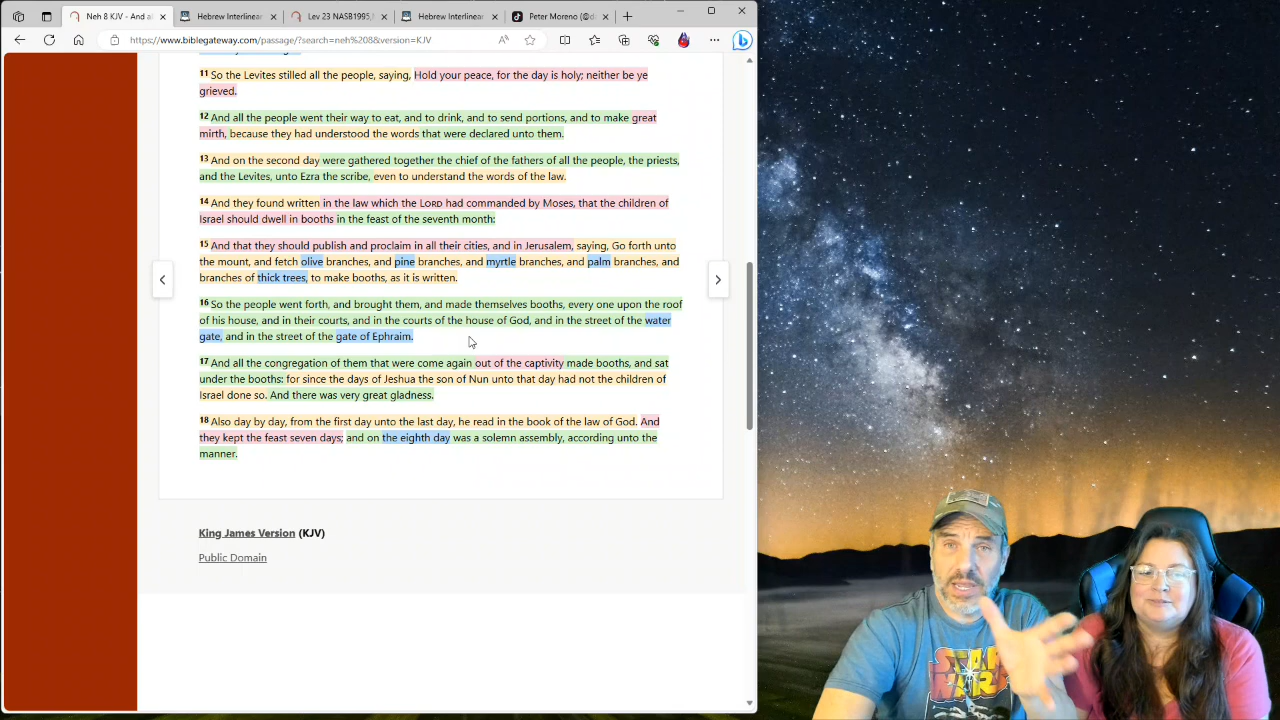 Neh 8 KJV - And al
Hebrew Interlinear
Lev 23 NASB1995,
Hebrew Interlinear
Peter Moreno (@d
https://www.biblegateway.com/passage/?search=neh%208&version=KJV
11 So the Levites stilled all the people, saying, Hold your peace, for the day is holy; neither be ye
grieved.
12 And all the people went their way to eat, and to drink, and to send portions, and to make great
mirth, because they had understood the words that were declared unto them.
13 And on the second day were gathered together the chief of the fathers of all the people, the priests,
and the Levites, unto Ezra the scribe, even to understand the words of the law.
14 And they found written in the law which the LORD had commanded by Moses, that the children of
Israel should dwell in booths in the feast of the seventh month:
15 And that they should publish and proclaim in all their cities, and in Jerusalem, saying, Go forth unto
the mount, and fetch olive branches, and pine branches, and myrtle branches, and palm branches, and
branches of thick trees, to make booths, as it is written.
16 So the people went forth, and brought them, and made themselves booths, every one upon the roof
of his house, and in their courts, and in the courts of the house of God, and in the street of the water
gate, and in the street of the gate of Ephraim.
17 And all the congregation of them that were come again out of the captivity made booths, and sat
under the booths: for since the days of Jeshua the son of Nun unto that day had not the children of
Israel done so. And there was very great gladness.
18 Also day by day, from the first day unto the last day, he read in the book of the law of God. And
they kept the feast seven days; and on the eighth day was a solemn assembly, according unto the
manner.
King James Version (KJV)
Public Domain
STAR
WARS